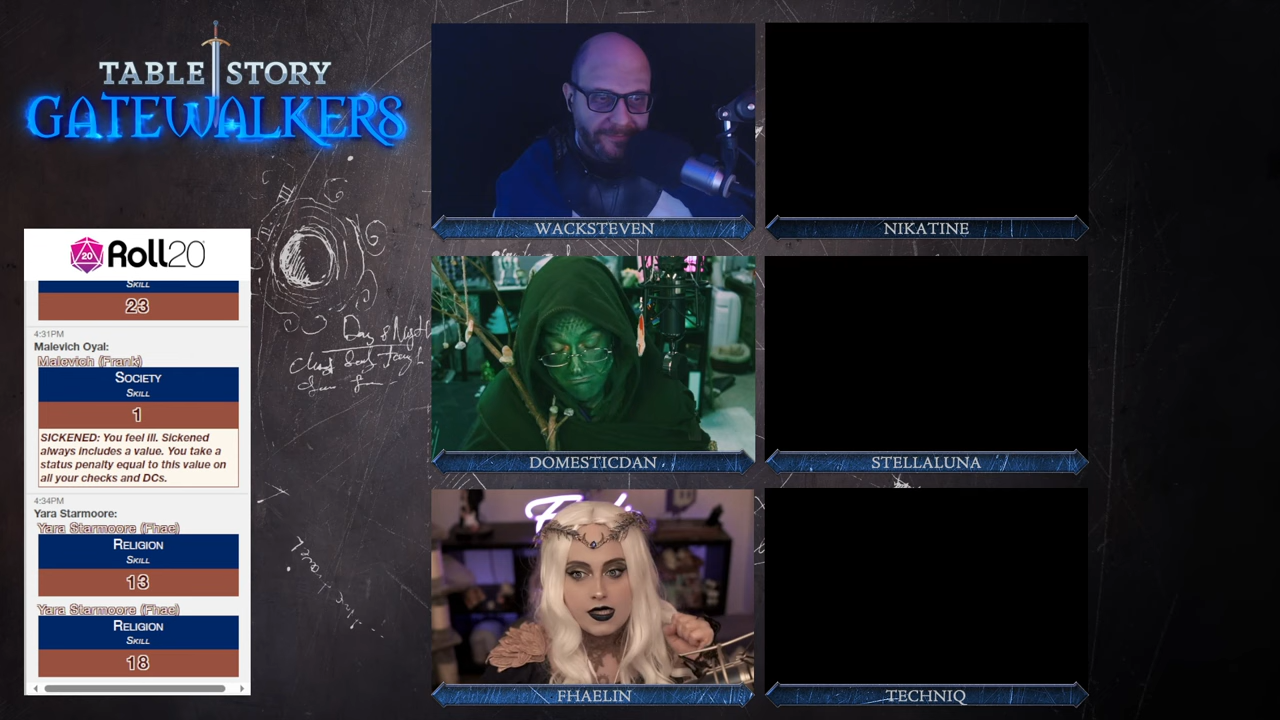 TABLE STORY
GATEWALKERS
20
Roll20
SKILL
23
4:31PM
Malevich Oyal:
Malevich (Frank)
SOCIETY
SKILL
1
SICKENED: You feel ill. Sickened
always includes a value. You take a
status penalty equal to this value on
all your checks and DCs.
4:34PM
Yara Starmoore:
Yara Starmoore (Fhae)
RELIGION
SKILL
13
Yara Starmoore (Fhae)
RELIGION
SKILL
18
Day & Night
WACKSTEVEN
NIKATINE
DOMESTICDAN
STELLALUNA
FHAELIN
TECHNIQ